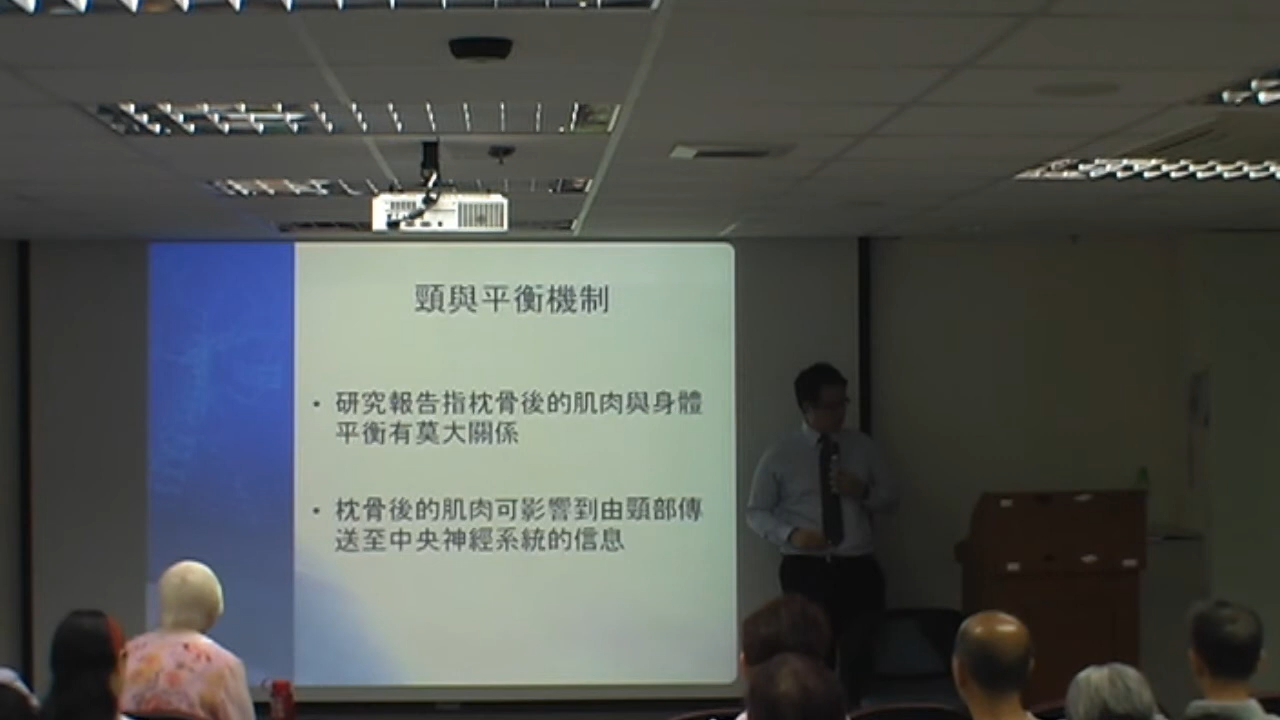 頸與平衡機制
• 研究報告指枕骨後的肌肉與身體
平衡有莫大關係
• 枕骨後的肌肉可影響到由頸部傳
送至中央神經系統的信息